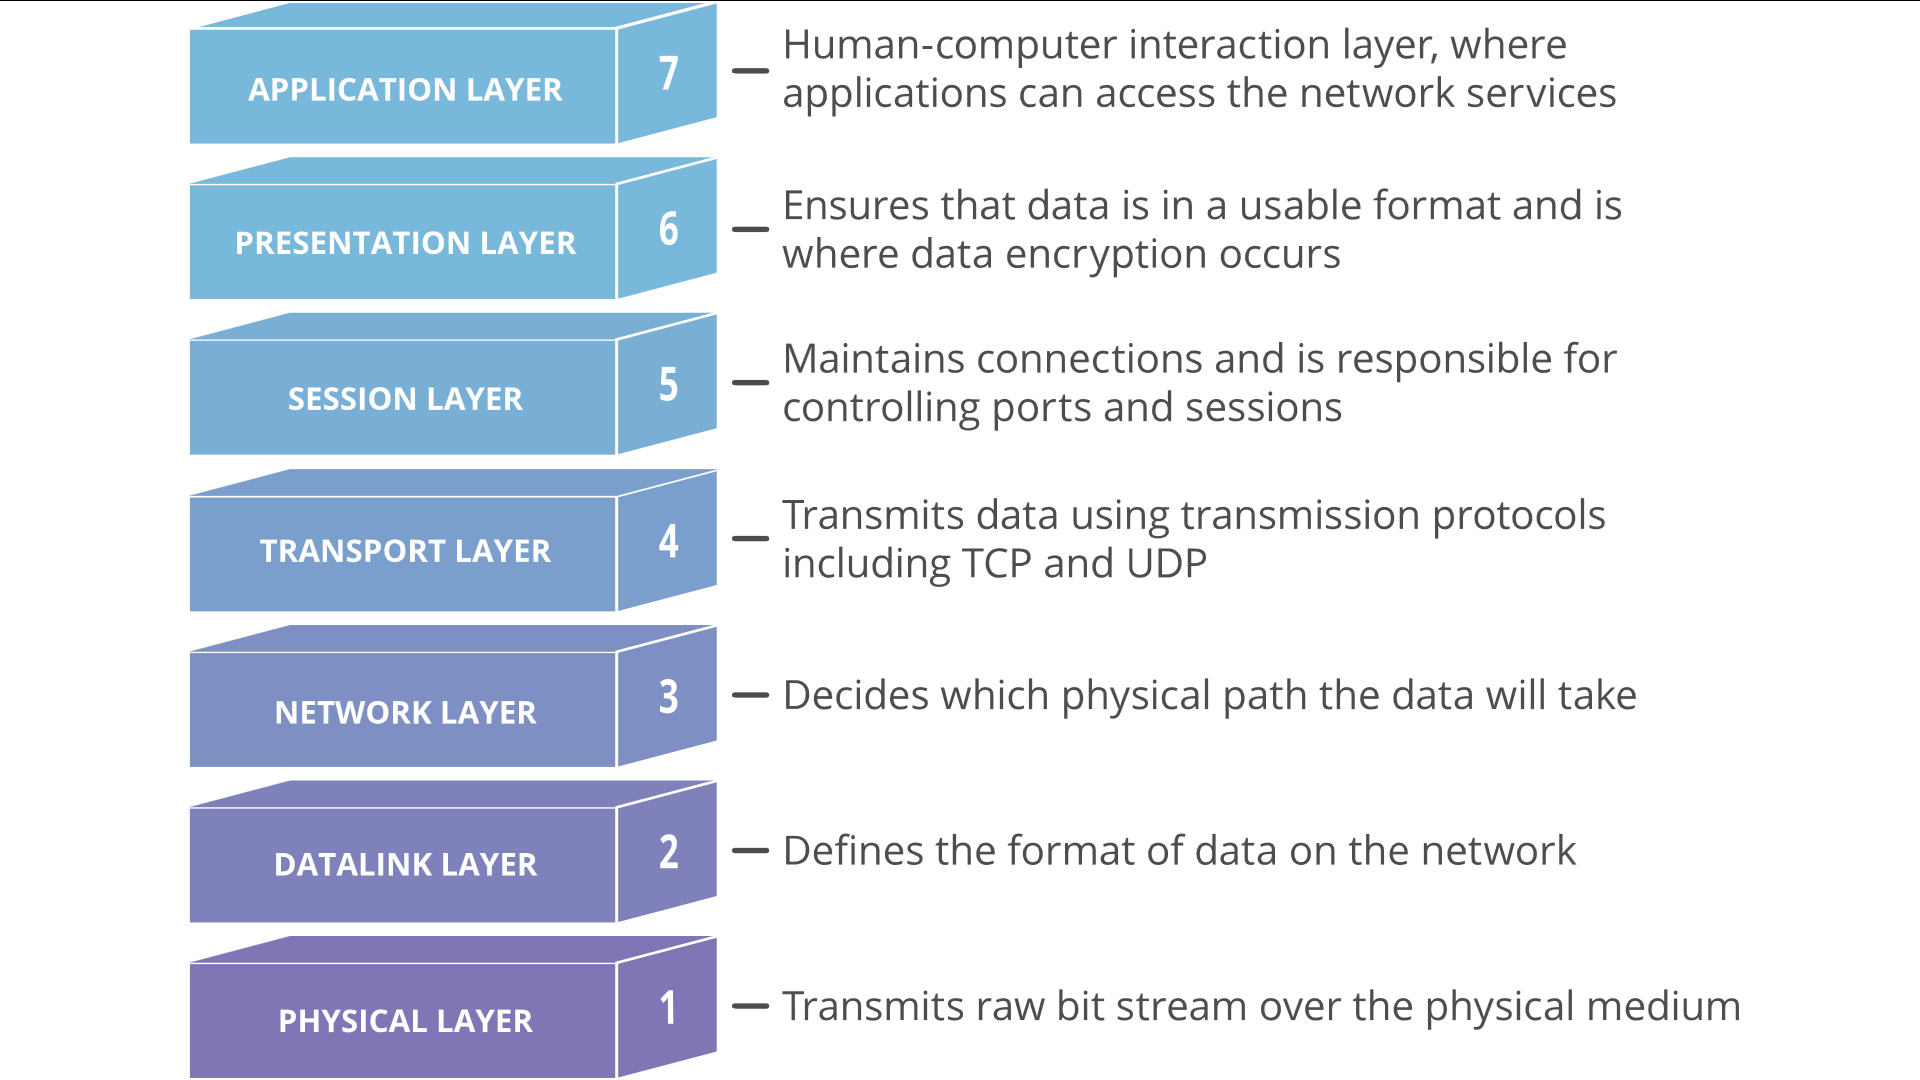 APPLICATION LAYER
7
Human-computer interaction layer, where
applications can access the network services
PRESENTATION LAYER
6
Ensures that data is in a usable format and is
where data encryption occurs
SESSION LAYER
5
Maintains connections and is responsible for
controlling ports and sessions
TRANSPORT LAYER
4
Transmits data using transmission protocols
including TCP and UDP
NETWORK LAYER
3
Decides which physical path the data will take
DATALINK LAYER
2
Defines the format of data on the network
PHYSICAL LAYER
1
Transmits raw bit stream over the physical medium